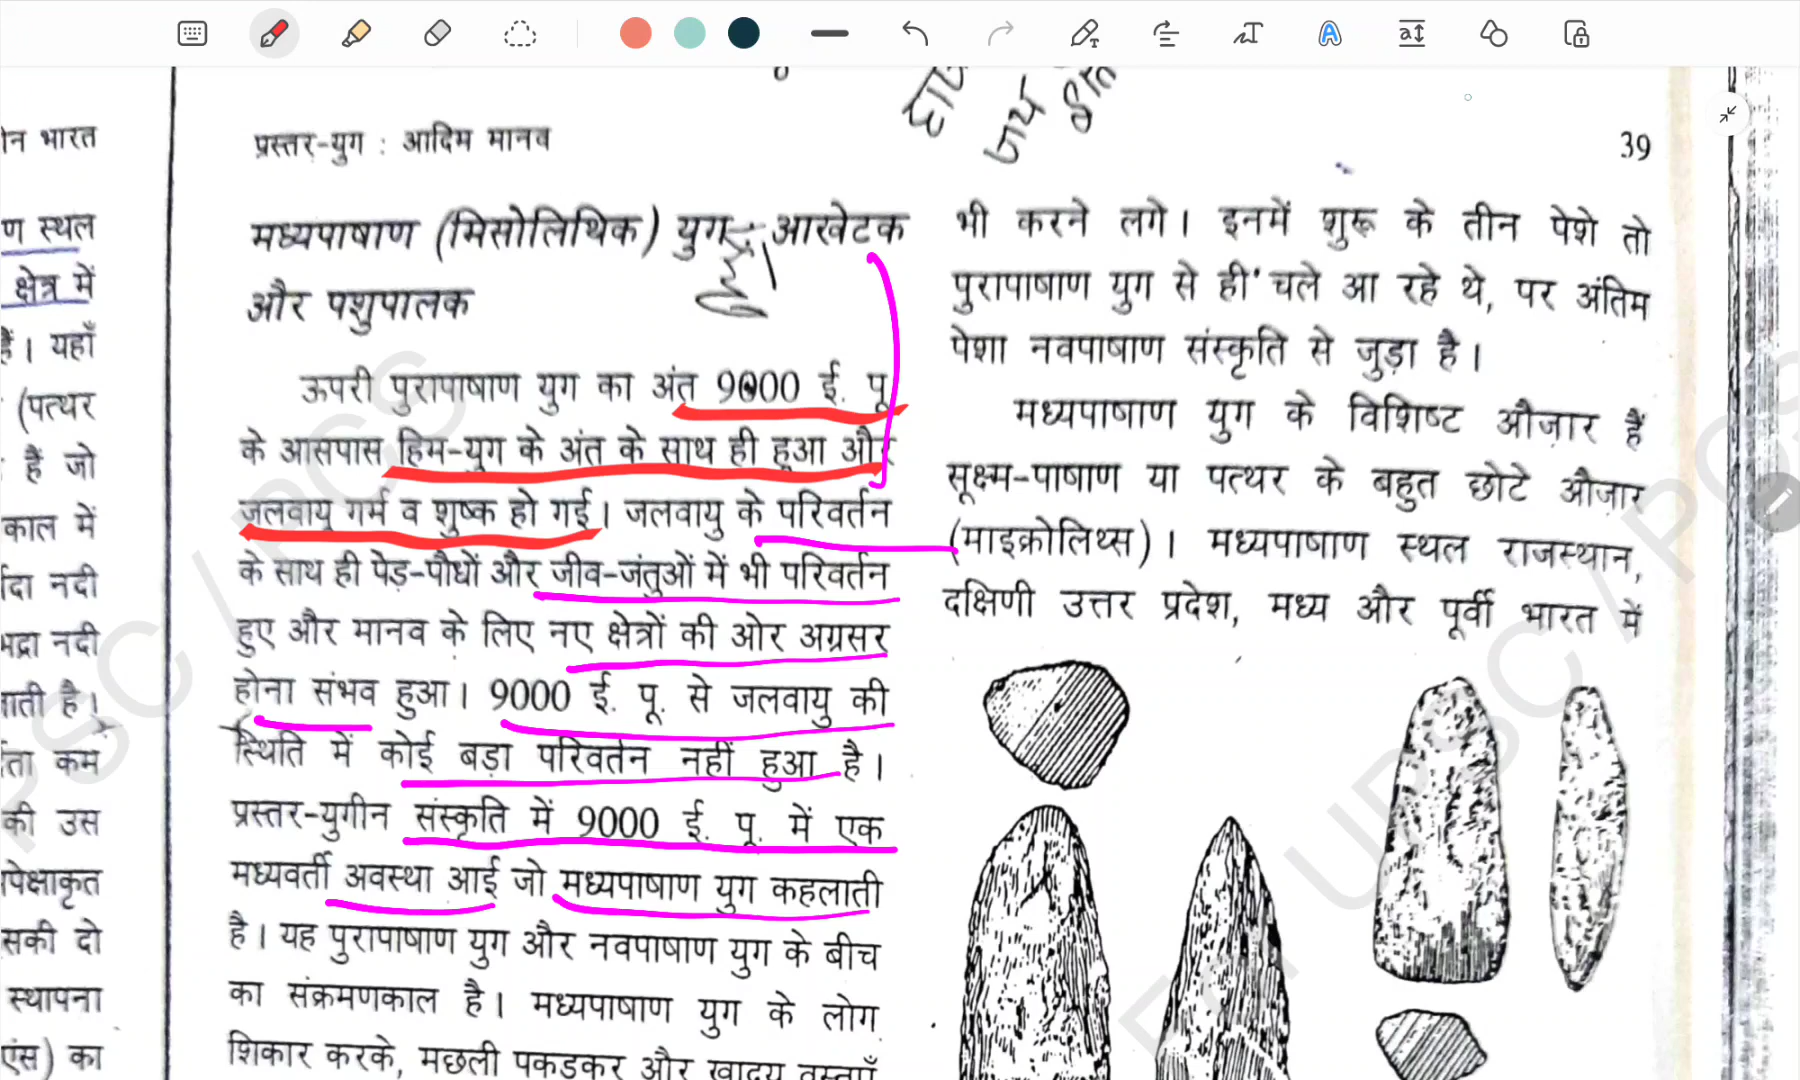 प्रस्तर-युग : आदिम मानव
39
न भारत
ण स्थल
क्षेत्र में
हैं। यहाँ
(पत्थर
हैं जो
काल में
र्दा नदी
भद्रा नदी
ाती है।
ता कम
की उस
पेक्षाकृत
सकी दो
स्थापना
एंस) का
मध्यपाषाण (मिसोलिथिक) युग आखेटक
और पशुपालक
ऊपरी पुरापाषाण युग का अंत 9000 ई. पू.
के आसपास हिम-युग के अंत के साथ ही हुआ और
जलवायु गर्म व शुष्क हो गई। जलवायु के परिवर्तन
के साथ ही पेड़-पौधों और जीव-जंतुओं में भी परिवर्तन
हुए और मानव के लिए नए क्षेत्रों की ओर अग्रसर
होना संभव हुआ। 9000 ई. पू. से जलवायु की
स्थिति में कोई बड़ा परिवर्तन नहीं हुआ है।
प्रस्तर-युगीन संस्कृति में 9000 ई. पू. में एक
मध्यवर्ती अवस्था आई जो मध्यपाषाण युग कहलाती
है। यह पुरापाषाण युग और नवपाषाण युग के बीच
का संक्रमणकाल है। मध्यपाषाण युग के लोग
शिकार करके, मछली पकडकर और खाद्य वस्तुएँ
भी करने लगे। इनमें शुरू के तीन पेशे तो
पुरापाषाण युग से ही चले आ रहे थे, पर अंतिम
पेशा नवपाषाण संस्कृति से जुड़ा है।
मध्यपाषाण युग के विशिष्ट औज़ार हैं
सूक्ष्म-पाषाण या पत्थर के बहुत छोटे औज़ार
(माइक्रोलिथ्स)। मध्यपाषाण स्थल राजस्थान,
दक्षिणी उत्तर प्रदेश, मध्य और पूर्वी भारत में